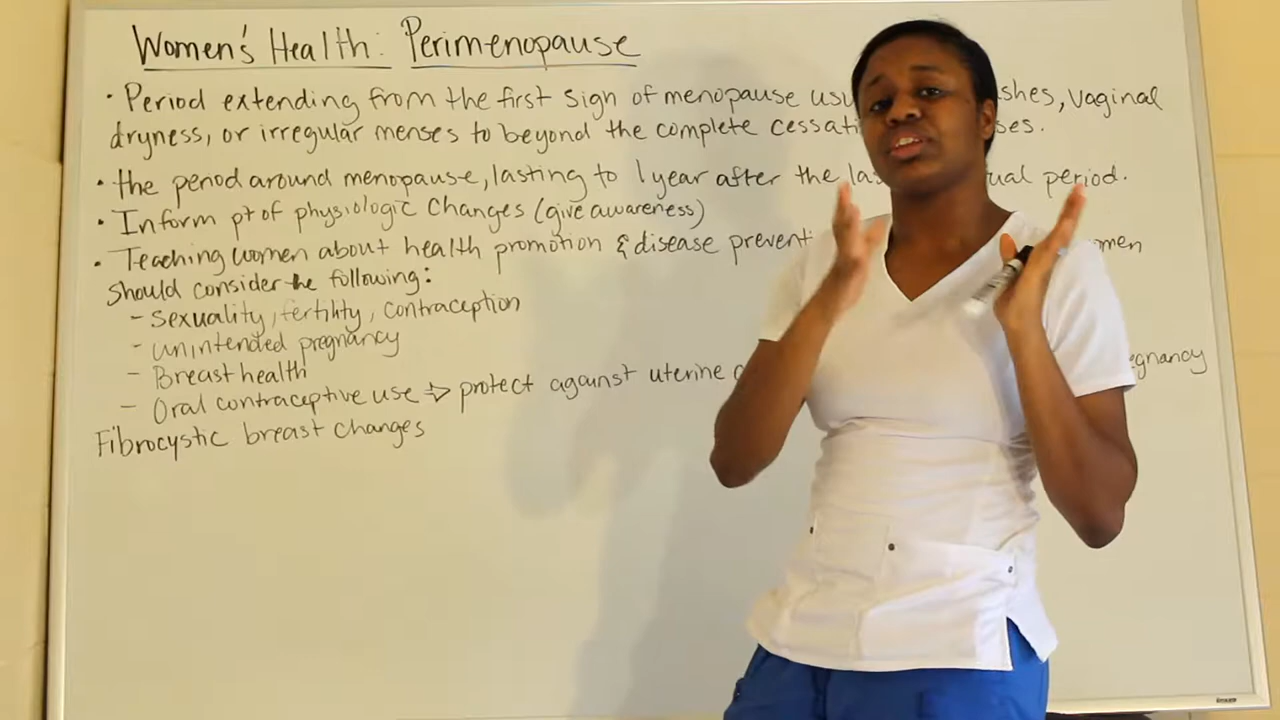 Women's Health: Perimenopause
• Period extending from the first sign of menopause usu shes, vaginal
dryness, or irregular menses to beyond the complete cessati ses.
• the period around menopause, lasting to 1 year after the las ual period.
• Inform pt of physiologic changes (give awareness)
• Teaching women about health promotion & disease preventi omen
should consider the following:
- sexuality, fertility, contraception
- unintended pregnancy
- Breast health
- Oral contraceptive use ⇒ protect against uterine egnancy
Fibrocystic breast changes